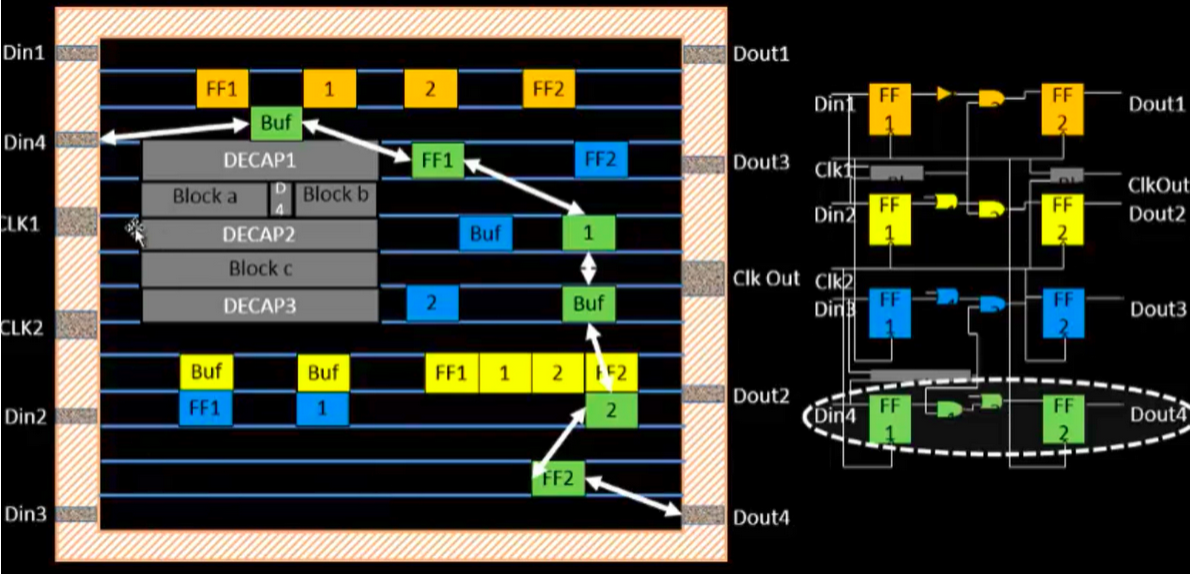 Din1
FF1
1
2
FF2
Dout1
Buf
Din4
DECAP1
FF1
FF2
Dout3
Block a
D
4
Block b
CLK1
DECAP2
Buf
1
Block c
Clk Out
DECAP3
2
Buf
CLK2
Buf
Buf
FF1
1
2
FF2
FF1
1
2
Dout2
Din2
FF2
Din3
Dout4
Din1
FF
1
FF
2
Dout1
Clk1
ClkOut
Din2
FF
1
FF
2
Dout2
Clk2
Din3
FF
1
FF
2
Dout3
Din4
FF
1
FF
2
Dout4